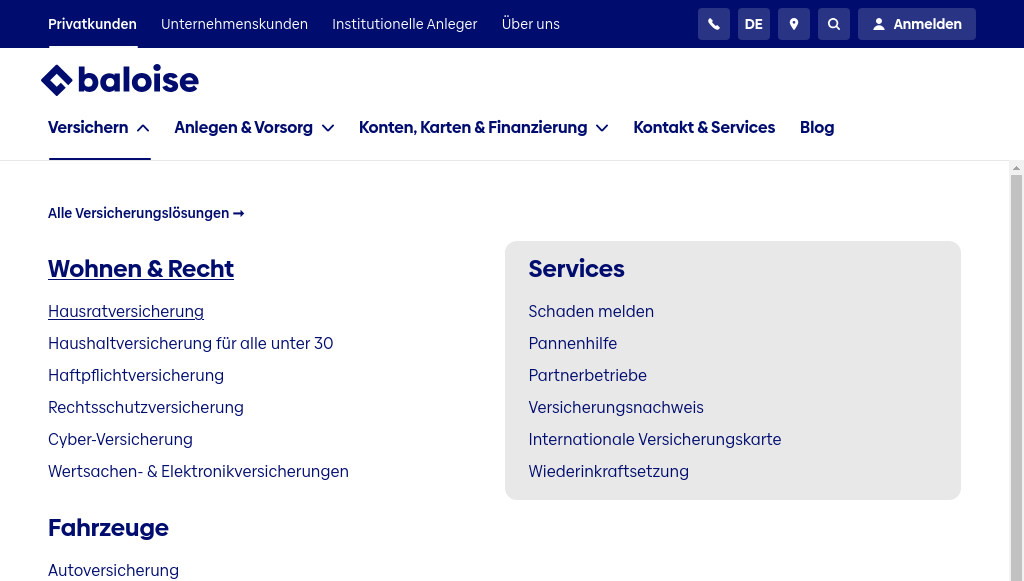 Privatkunden Unternehmenskunden Institutionelle Anleger Über uns DE Anmelden
baloise
Versichern Anlegen & Vorsorg Konten, Karten & Finanzierung Kontakt & Services Blog
Alle Versicherungslösungen →
Wohnen & Recht
Hausratversicherung
Haushaltversicherung für alle unter 30
Haftpflichtversicherung
Rechtsschutzversicherung
Cyber-Versicherung
Wertsachen- & Elektronikversicherungen
Fahrzeuge
Autoversicherung
Services
Schaden melden
Pannenhilfe
Partnerbetriebe
Versicherungsnachweis
Internationale Versicherungskarte
Wiederinkraftsetzung